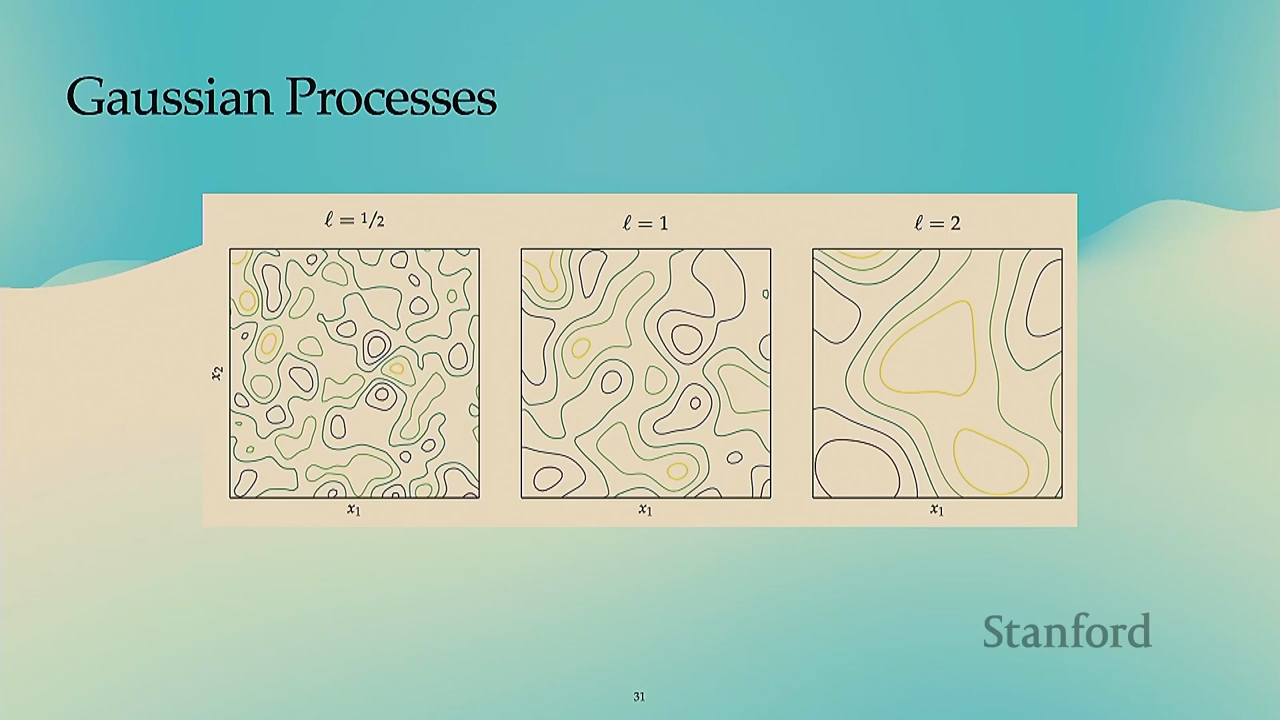 Gaussian Processes
ℓ = 1/2
ℓ = 1
ℓ = 2
x₂
x₁
x₁
x₁
Stanford
31